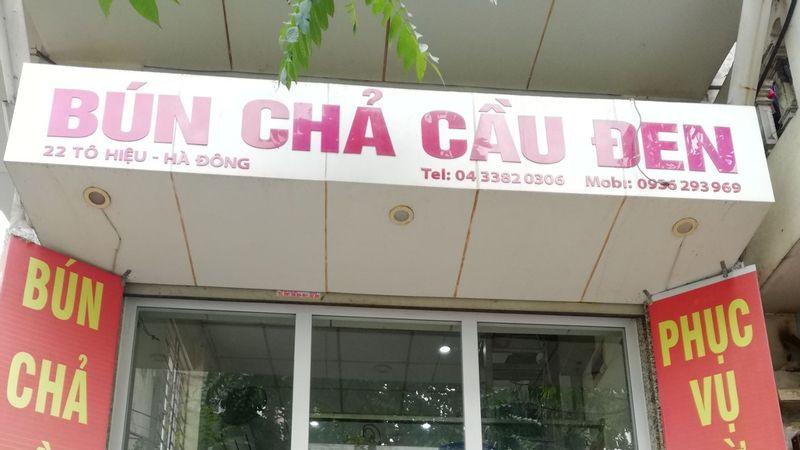 BÚN CHẢ CẦU ĐEN
22 TÔ HIỆU - HÀ ĐÔNG
Tel: 04 3382 0306 Mobi: 0936 293 969
BÚN
CHẢ
PHỤC
VỤ